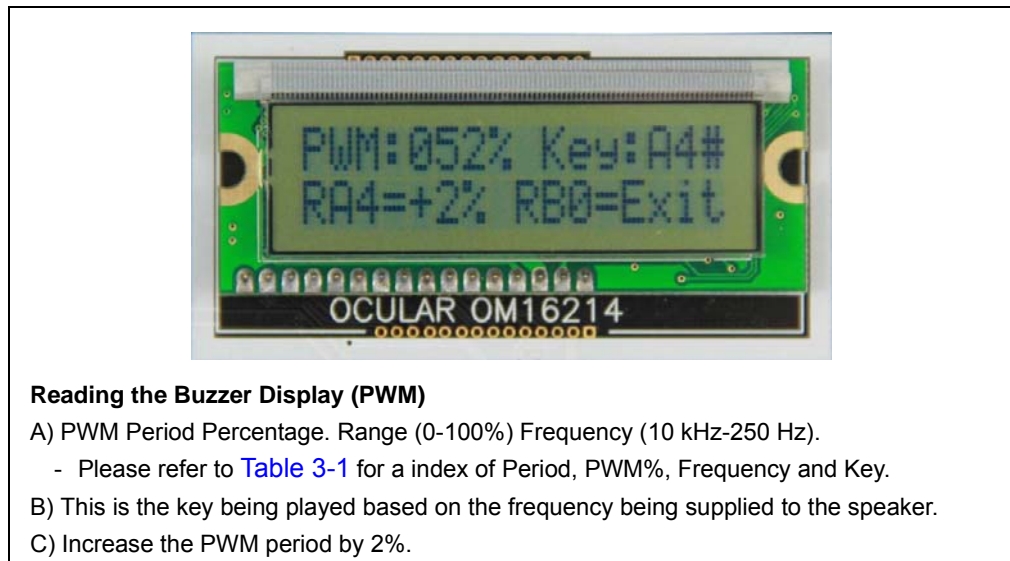 PWM:052% Key:A4#
RA4=+2% RB0=Exit
OCULAR OM16214
Reading the Buzzer Display (PWM)
A) PWM Period Percentage. Range (0-100%) Frequency (10 kHz-250 Hz).
- Please refer to Table 3-1 for a index of Period, PWM%, Frequency and Key.
B) This is the key being played based on the frequency being supplied to the speaker.
C) Increase the PWM period by 2%.